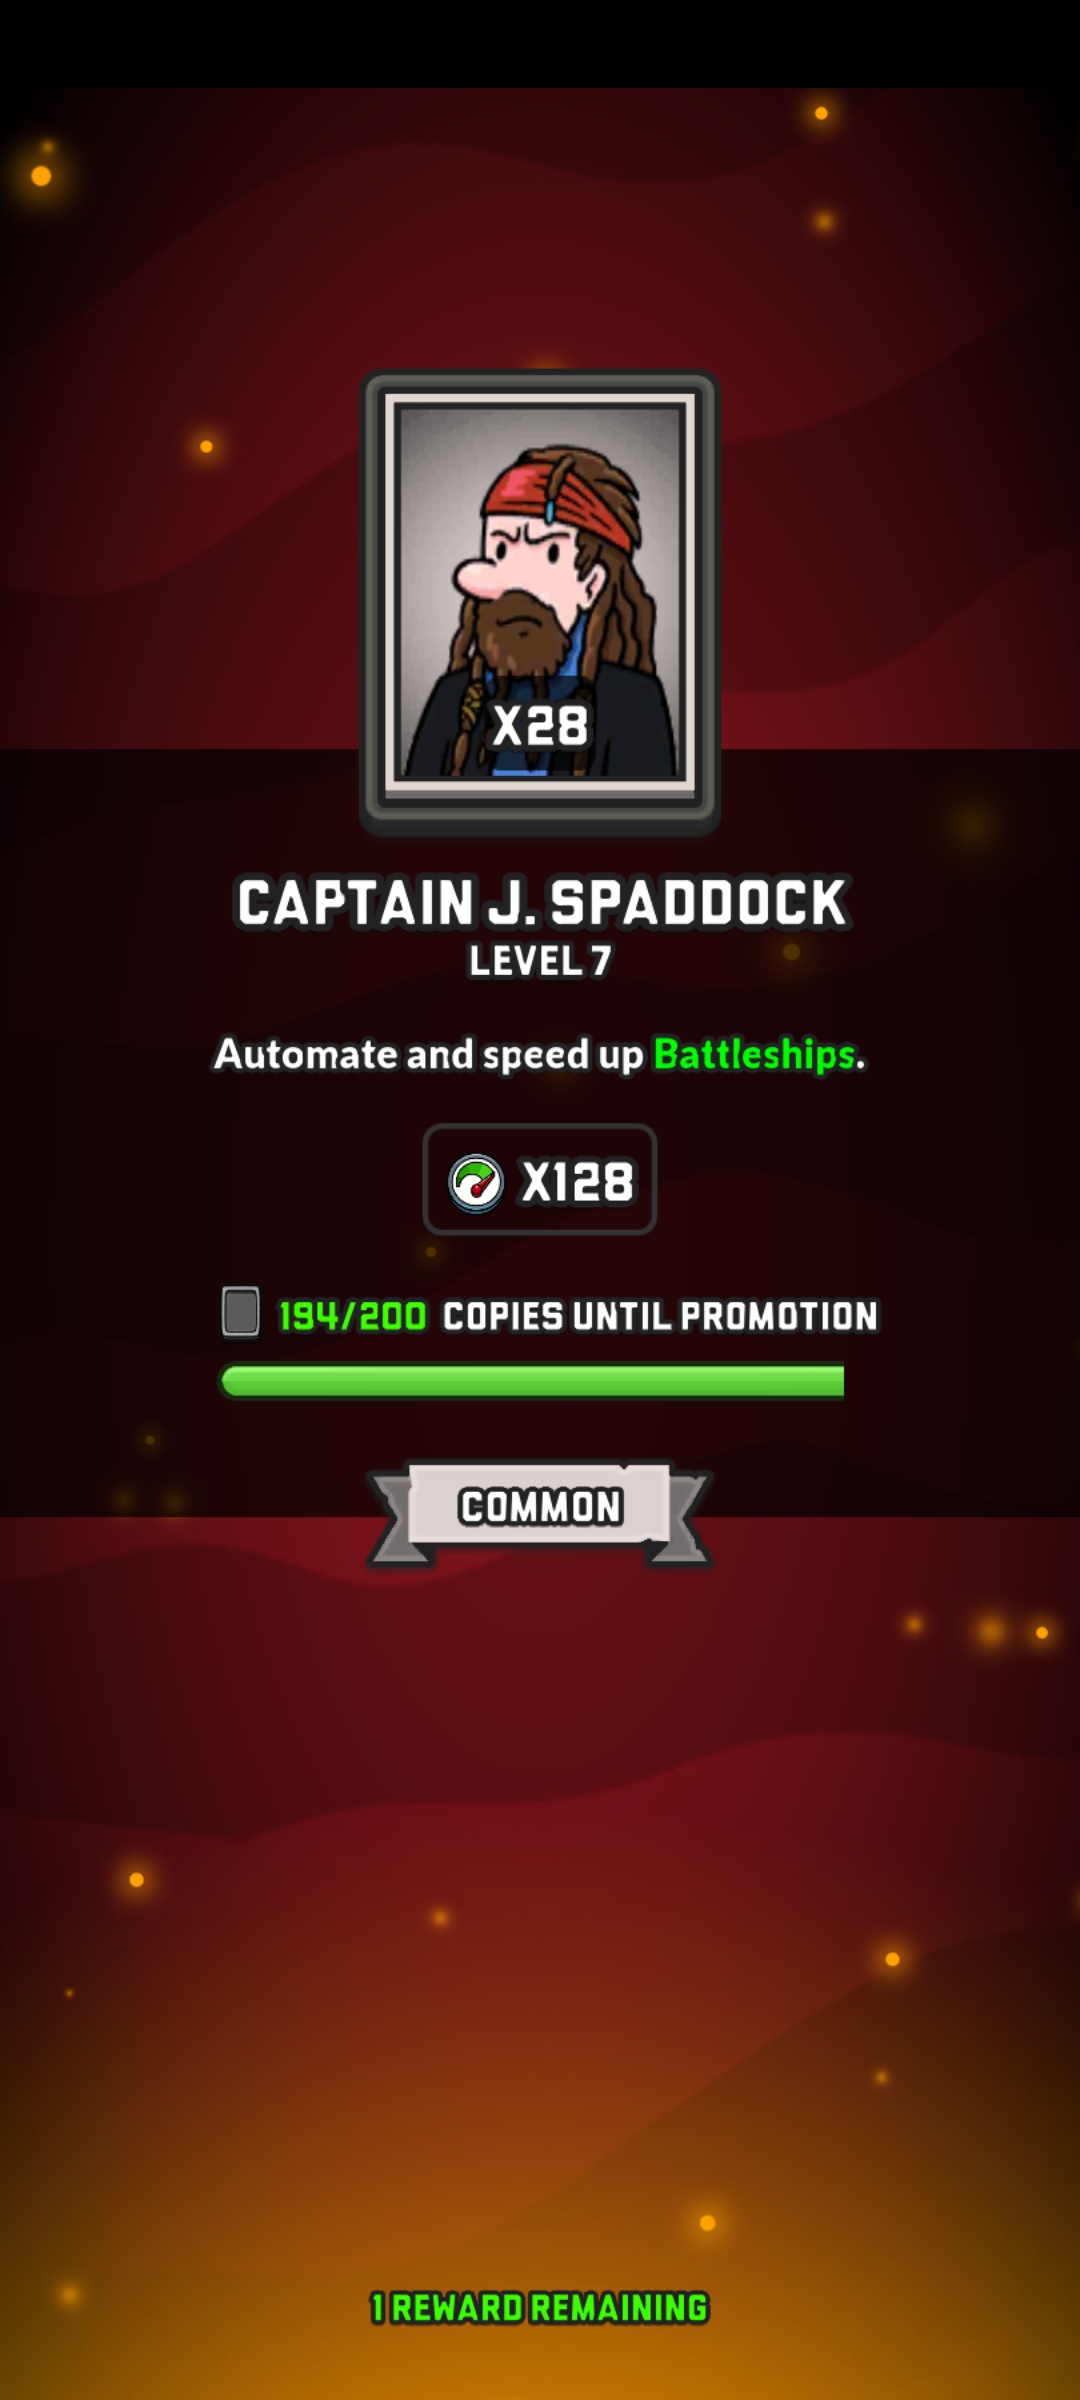 X28
CAPTAIN J. SPADDOCK
LEVEL 7
Automate and speed up Battleships.
X128
194/200 COPIES UNTIL PROMOTION
COMMON
1 REWARD REMAINING